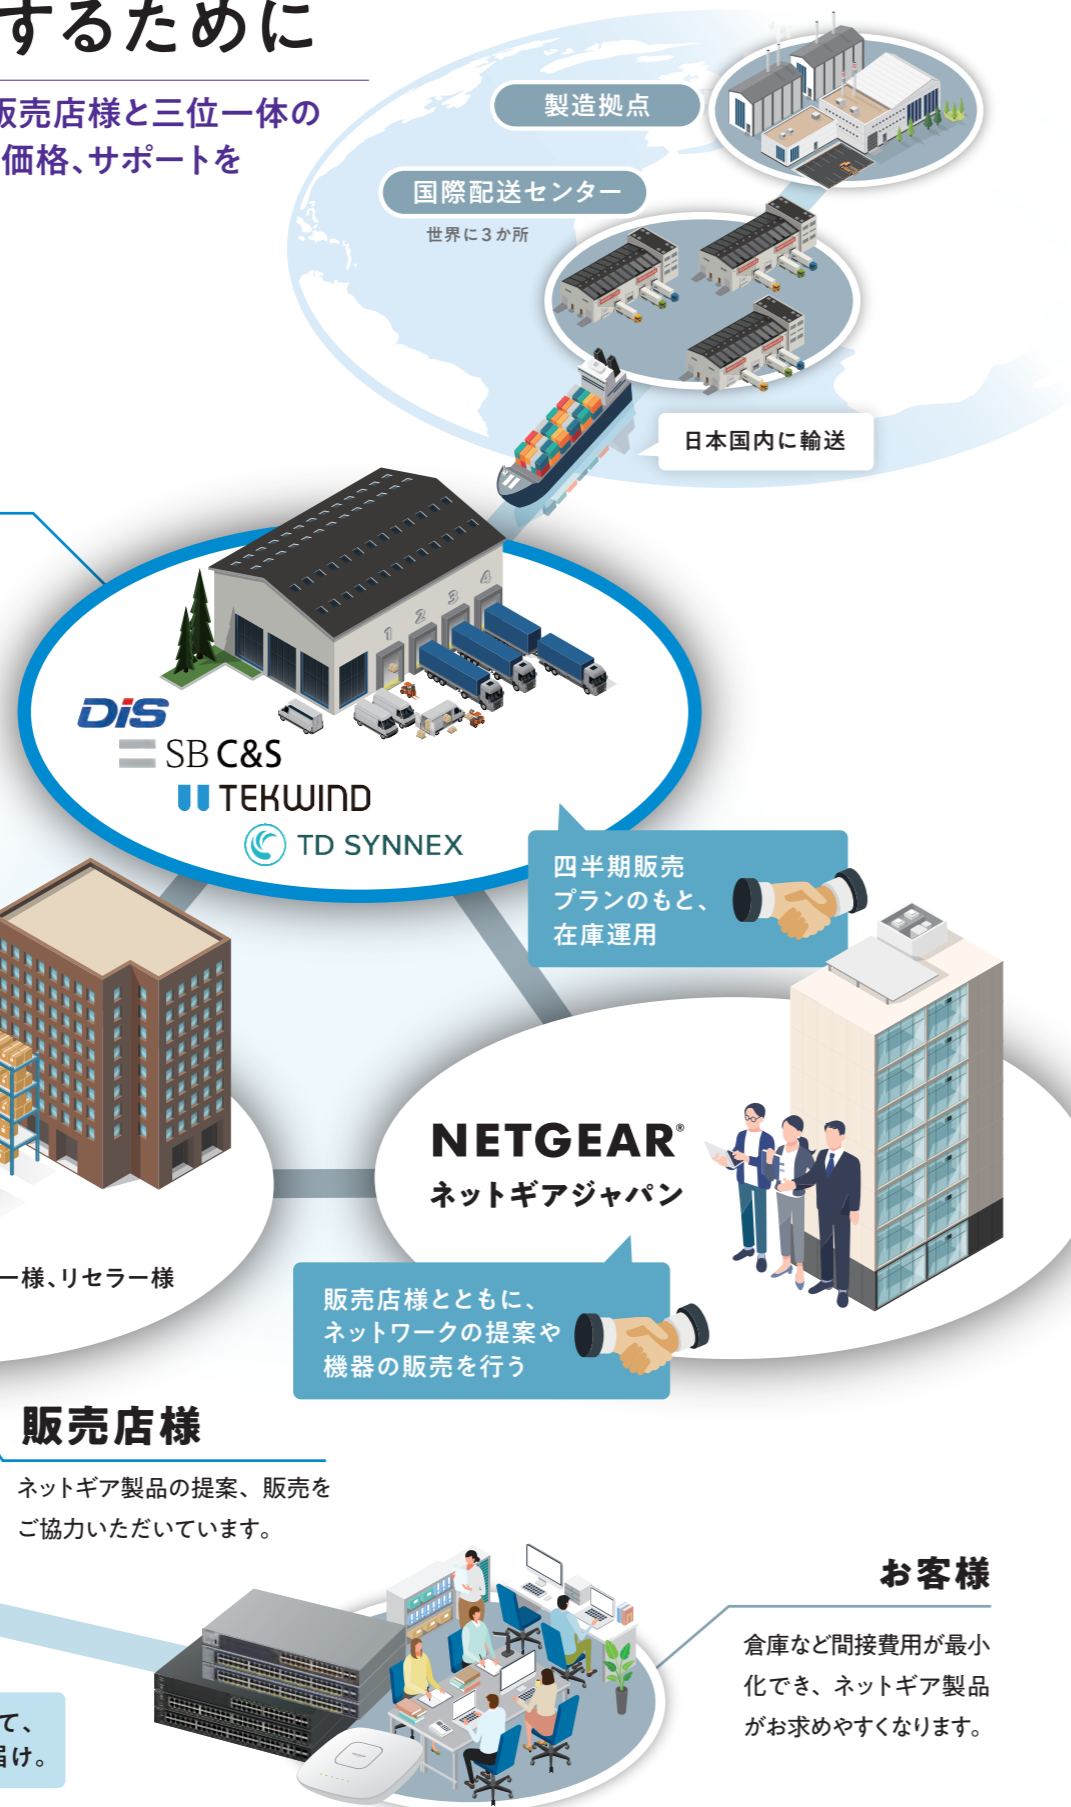 するために
販売店様と三位一体の
価格、サポートを
製造拠点
国際配送センター
世界に3か所
日本国内に輸送
1
2
3
4
DiS
SB C&S
TEKWIND
TD SYNNEX
四半期販売
プランのもと、
在庫運用
NETGEAR®
ネットギアジャパン
ー様、リセラー様
販売店様とともに、
ネットワークの提案や
機器の販売を行う
販売店様
ネットギア製品の提案、販売を
ご協力いただいています。
お客様
倉庫など間接費用が最小
化でき、ネットギア製品
がお求めやすくなります。
て、
届け。